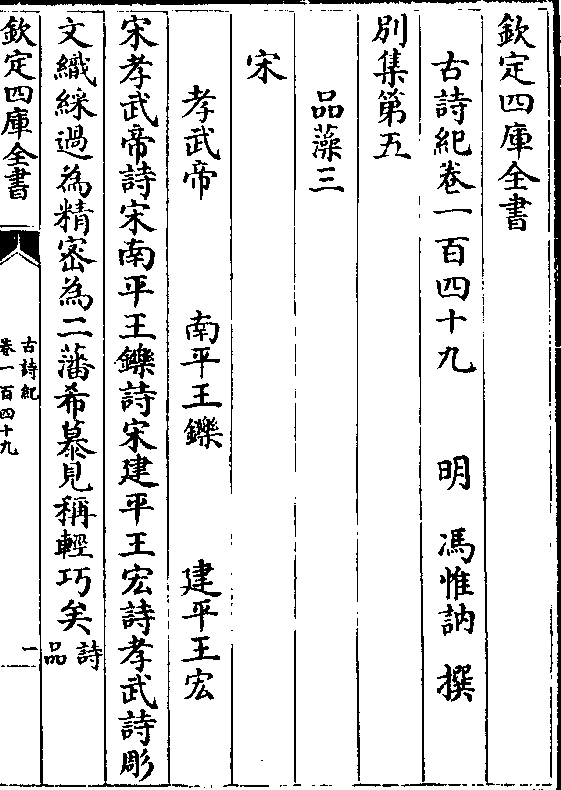 欽定四庫全書
古詩紀卷一百四十九　明　馮惟訥　撰
別集第五
品藻三
宋
孝武帝　南平王鑠　建平王宏
宋孝武帝詩宋南平王鑠詩宋建平王宏詩孝武詩彫
文織綵過為精密為二藩希慕見稱輕巧矣詩品
欽定四庫全書
古詩紀
卷一百四十九
一